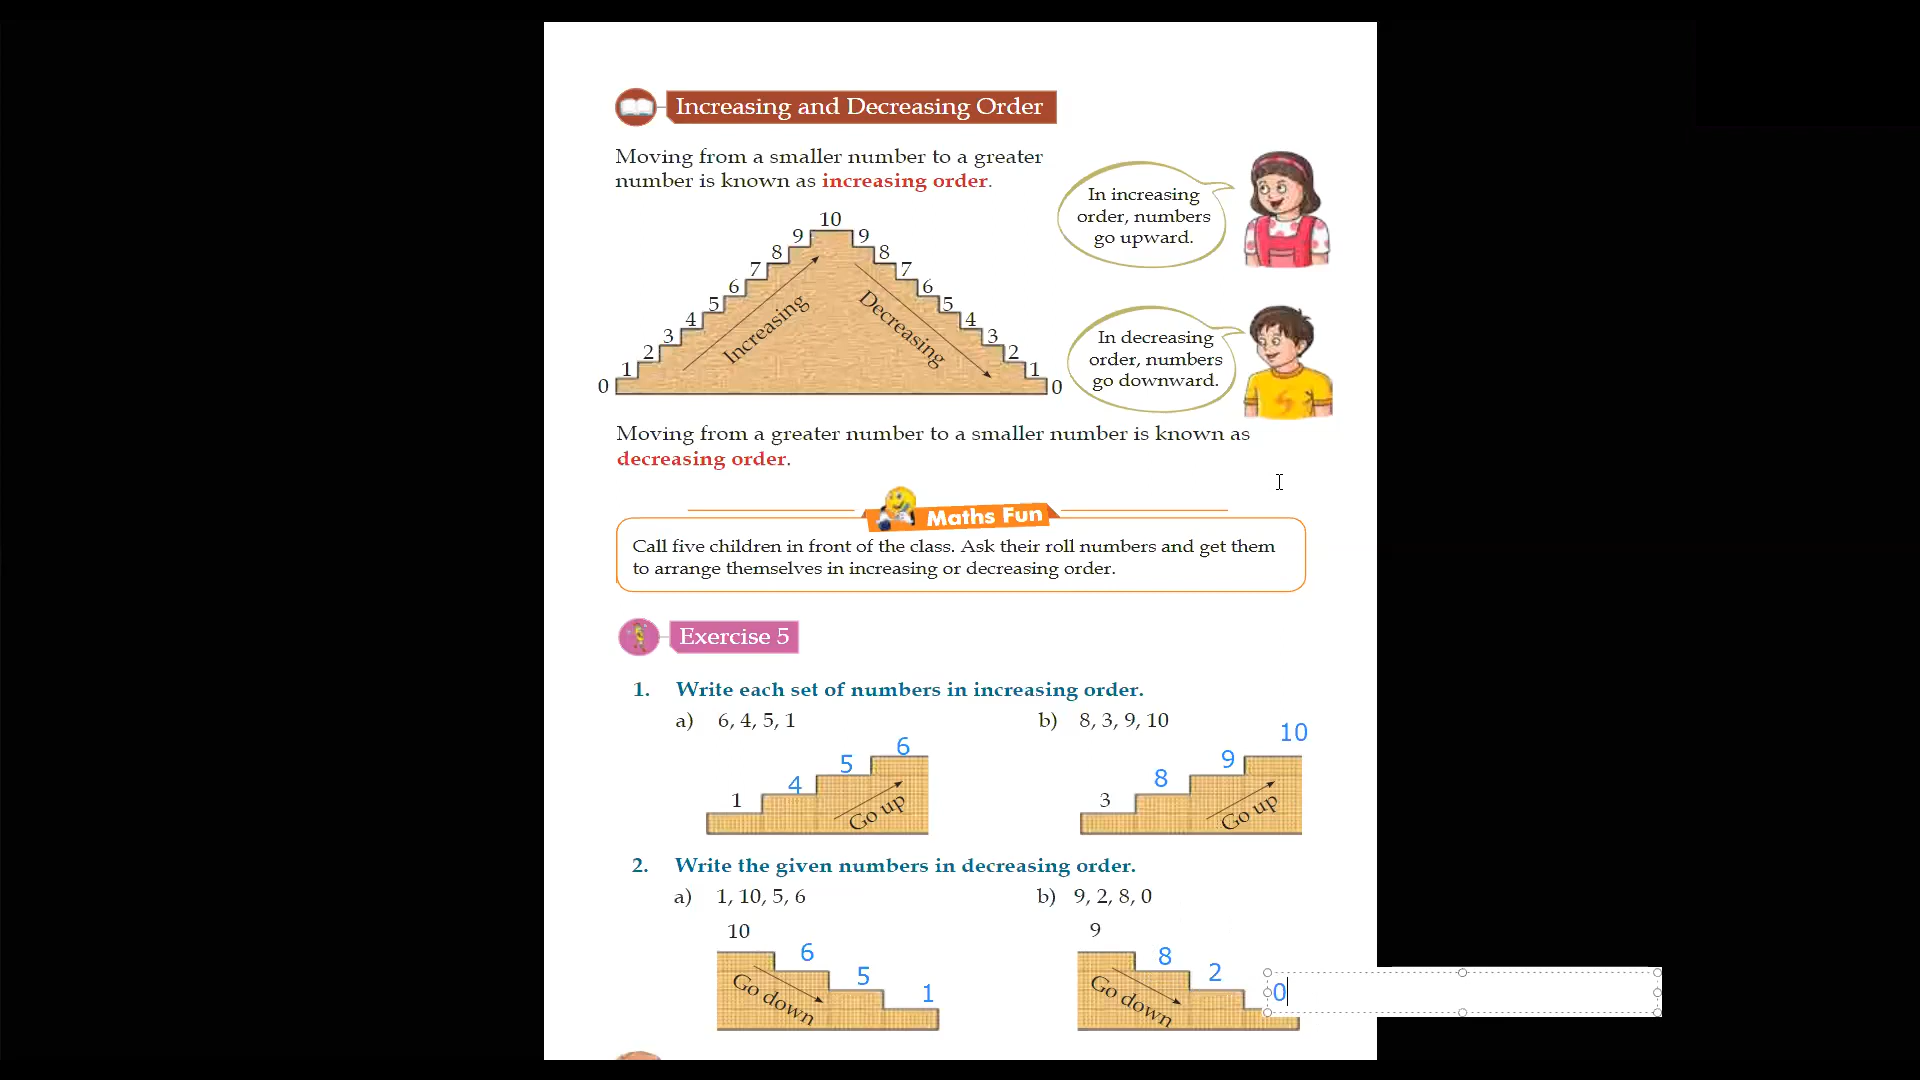 Increasing and Decreasing Order
Moving from a smaller number to a greater
number is known as increasing order.
In increasing
order, numbers
go upward.
10
9 9
8 8
7 7
6 6
5 5
4 4
3 3
2 2
1 1
0 0
Increasing
Decreasing
In decreasing
order, numbers
go downward.
Moving from a greater number to a smaller number is known as
decreasing order.
Maths Fun
Call five children in front of the class. Ask their roll numbers and get them
to arrange themselves in increasing or decreasing order.
Exercise 5
1. Write each set of numbers in increasing order.
a) 6, 4, 5, 1
1 4 5 6
Go up
b) 8, 3, 9, 10
3 8 9 10
Go up
2. Write the given numbers in decreasing order.
a) 1, 10, 5, 6
10 6 5 1
Go down
b) 9, 2, 8, 0
9 8 2 0
Go down